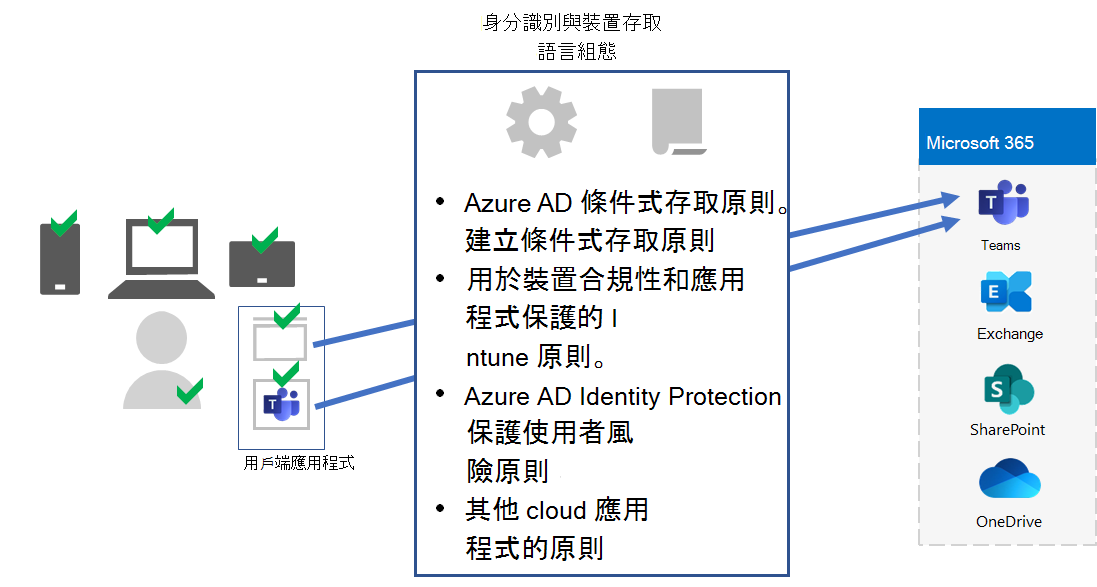 身分識別與裝置存取
語言組態
• Azure AD 條件式存取原則。
建立條件式存取原則
• 用於裝置合規性和應用
程式保護的 I
ntune 原則。
• Azure AD Identity Protection
保護使用者風
險原則
• 其他 cloud 應用
程式的原則
用戶端應用程式
T
Microsoft 365
T
Teams
E
Exchange
S
SharePoint
OneDrive